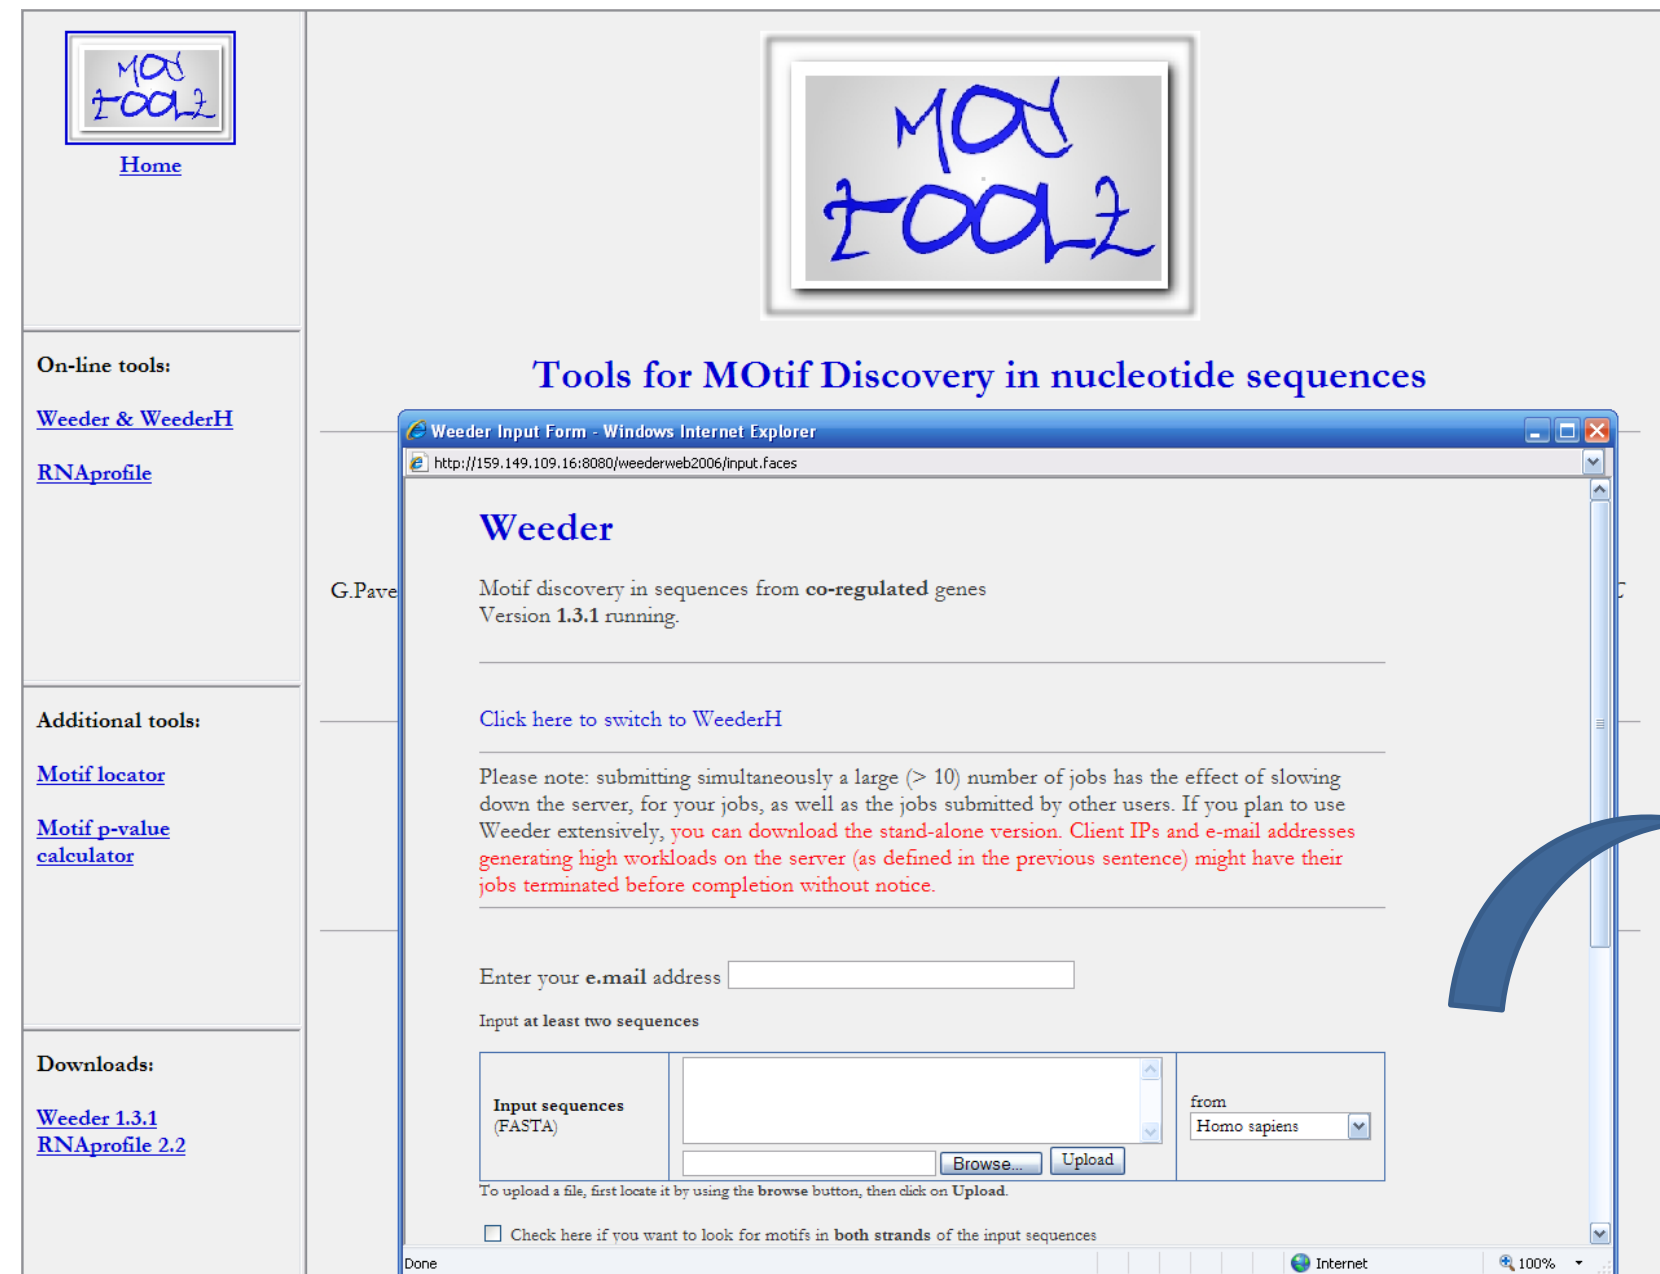 MOD
TOOLZ
Home
On-line tools:
Weeder & WeederH
RNAprofile
Additional tools:
Motif locator
Motif p-value
calculator
Downloads:
Weeder 1.3.1
RNAprofile 2.2
MOD
TOOLZ
Tools for MOtif Discovery in nucleotide sequences
G.Pave
Weeder Input Form - Windows Internet Explorer
http://159.149.109.16:8080/weederweb2006/input.faces
Weeder
Motif discovery in sequences from co-regulated genes
Version 1.3.1 running.
Click here to switch to WeederH
Please note: submitting simultaneously a large (> 10) number of jobs has the effect of slowing
down the server, for your jobs, as well as the jobs submitted by other users. If you plan to use
Weeder extensively, you can download the stand-alone version. Client IPs and e-mail addresses
generating high workloads on the server (as defined in the previous sentence) might have their
jobs terminated before completion without notice.
Enter your e.mail address
Input at least two sequences
Input sequences
(FASTA)
from
Homo sapiens
Browse... Upload
To upload a file, first locate it by using the browse button, then click on Upload.
Check here if you want to look for motifs in both strands of the input sequences
Done
Internet
100%